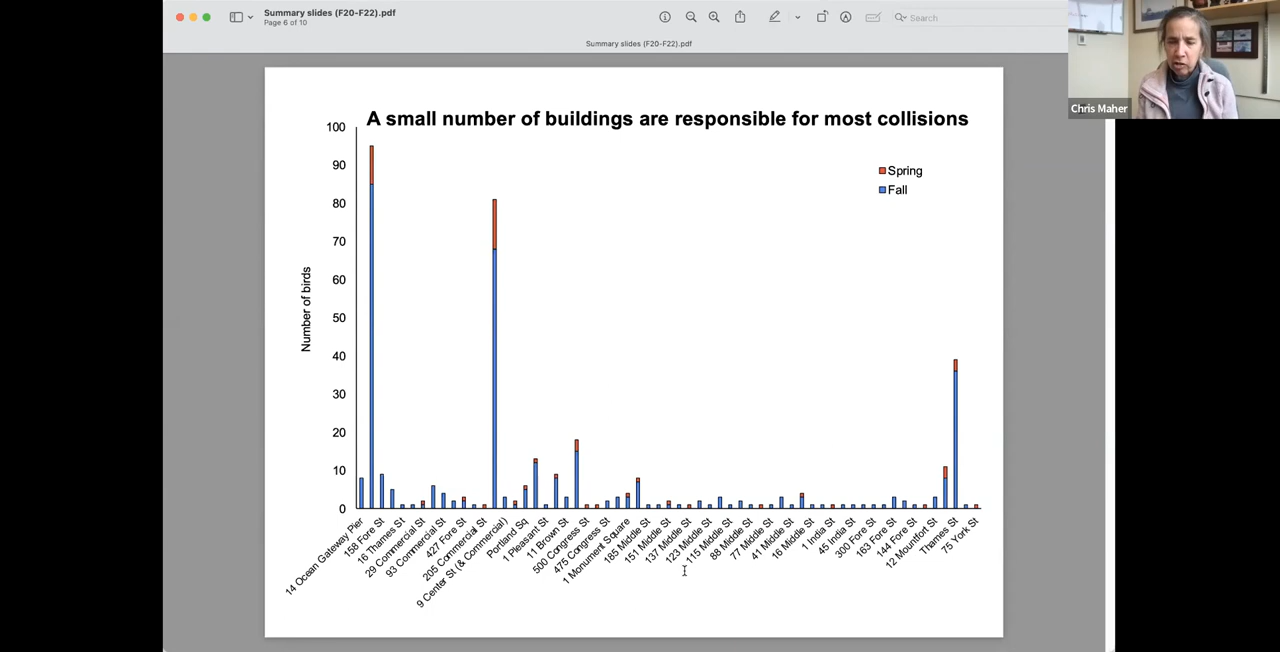 Summary slides (F20-F22).pdf
Page 6 of 10
Search
Summary slides (F20-F22).pdf
Chris Maher
A small number of buildings are responsible for most collisions
Spring
Fall
Number of birds
100
90
80
70
60
50
40
30
20
10
0
14 Ocean Gateway Pier
158 Fore St
16 Thames St
29 Commercial St
93 Commercial St
427 Fore St
205 Commercial St
9 Center St (& Commercial)
Portland Sq
1 Pleasant St
11 Brown St
500 Congress St
475 Congress St
1 Monument Square
185 Middle St
151 Middle St
137 Middle St
123 Middle St
115 Middle St
88 Middle St
77 Middle St
41 Middle St
16 Middle St
1 India St
45 India St
300 Fore St
163 Fore St
144 Fore St
12 Mountfort St
Thames St
75 York St